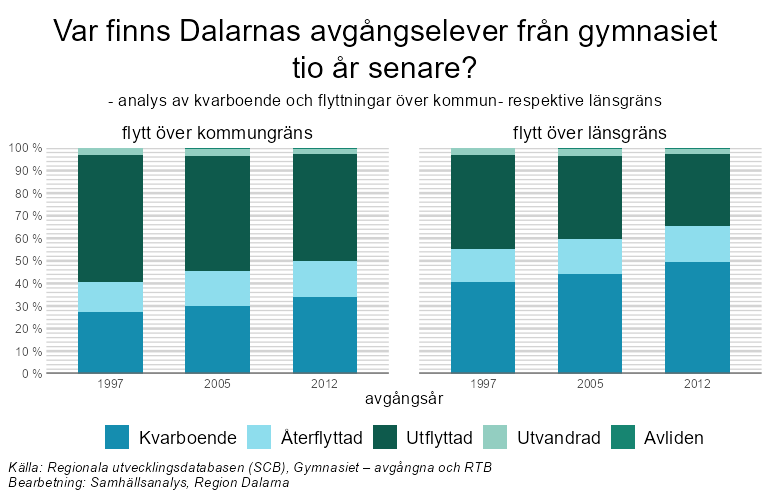 Var finns Dalarnas avgångselever från gymnasiet
tio år senare?
- analys av kvarboende och flyttningar över kommun- respektive länsgräns
flytt över kommungräns
flytt över länsgräns
100 %
90 %
80 %
70 %
60 %
50 %
40 %
30 %
20 %
10 %
0 %
1997 2005 2012
1997 2005 2012
avgångsår
Kvarboende Återflyttad Utflyttad Utvandrad Avliden
Källa: Regionala utvecklingsdatabasen (SCB), Gymnasiet – avgångna och RTB
Bearbetning: Samhällsanalys, Region Dalarna